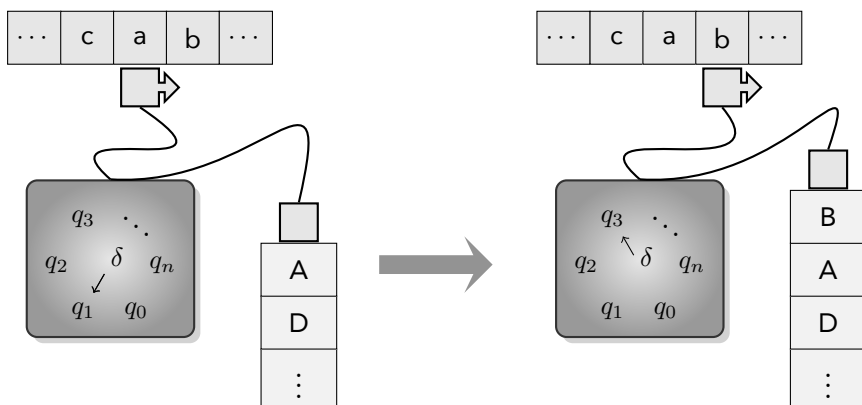 ⋯ c a b ⋯
q₃ ⋱
q₂ δ qₙ
q₁ q₀
A
D
⋮
⋯ c a b ⋯
q₃ ⋱
q₂ δ qₙ
q₁ q₀
B
A
D
⋮